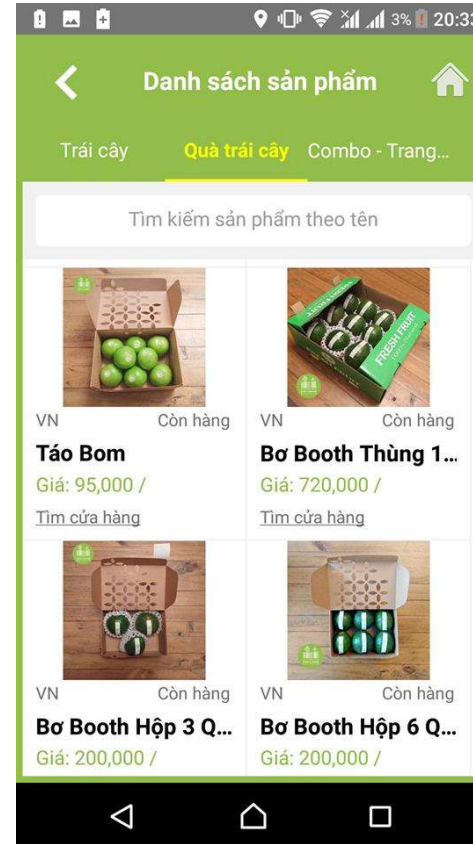 3% 20:33
Danh sách sản phẩm
Trái cây Quà trái cây Combo - Trang...
Tìm kiếm sản phẩm theo tên
VN Còn hàng
Táo Bom
Giá: 95,000 /
Tìm cửa hàng
FRESH FRUIT
VN Còn hàng
Bơ Booth Thùng 1...
Giá: 720,000 /
Tìm cửa hàng
VN Còn hàng
Bơ Booth Hộp 3 Q...
Giá: 200,000 /
VN Còn hàng
Bơ Booth Hộp 6 Q...
Giá: 200,000 /